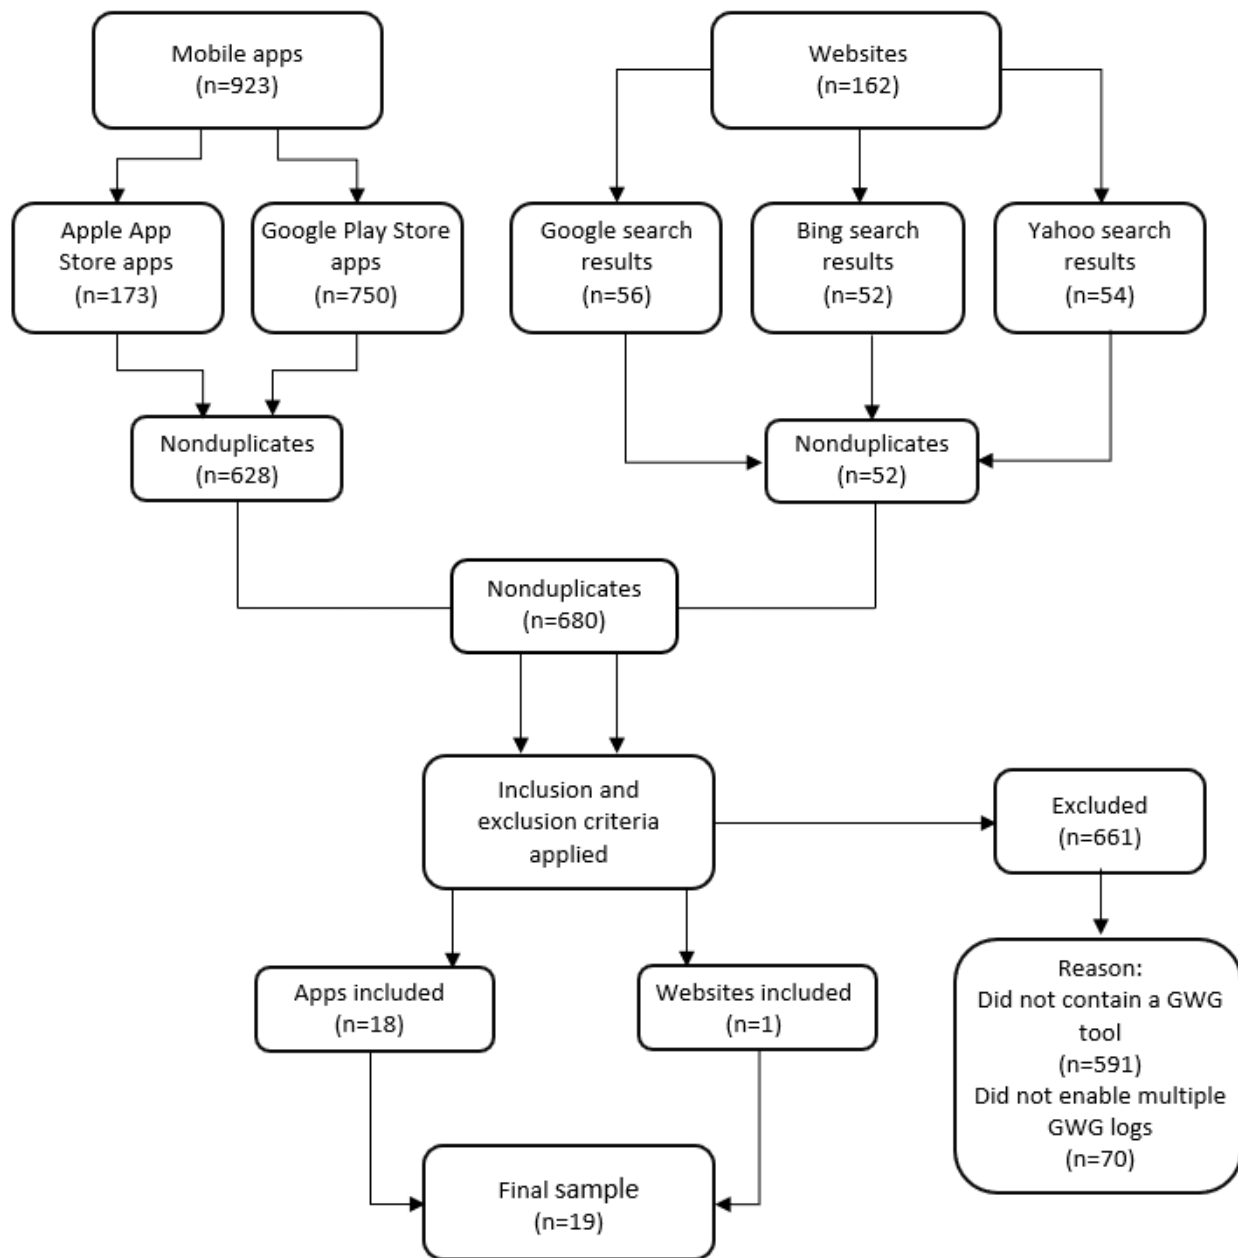 Mobile apps
(n=923)
Websites
(n=162)
Apple App
Store apps
(n=173)
Google Play Store
apps
(n=750)
Google search
results
(n=56)
Bing search
results
(n=52)
Yahoo search
results
(n=54)
Nonduplicates
(n=628)
Nonduplicates
(n=52)
Nonduplicates
(n=680)
Inclusion and
exclusion criteria
applied
Excluded
(n=661)
Reason:
Did not contain a GWG
tool
(n=591)
Did not enable multiple
GWG logs
(n=70)
Apps included
(n=18)
Websites included
(n=1)
Final sample
(n=19)